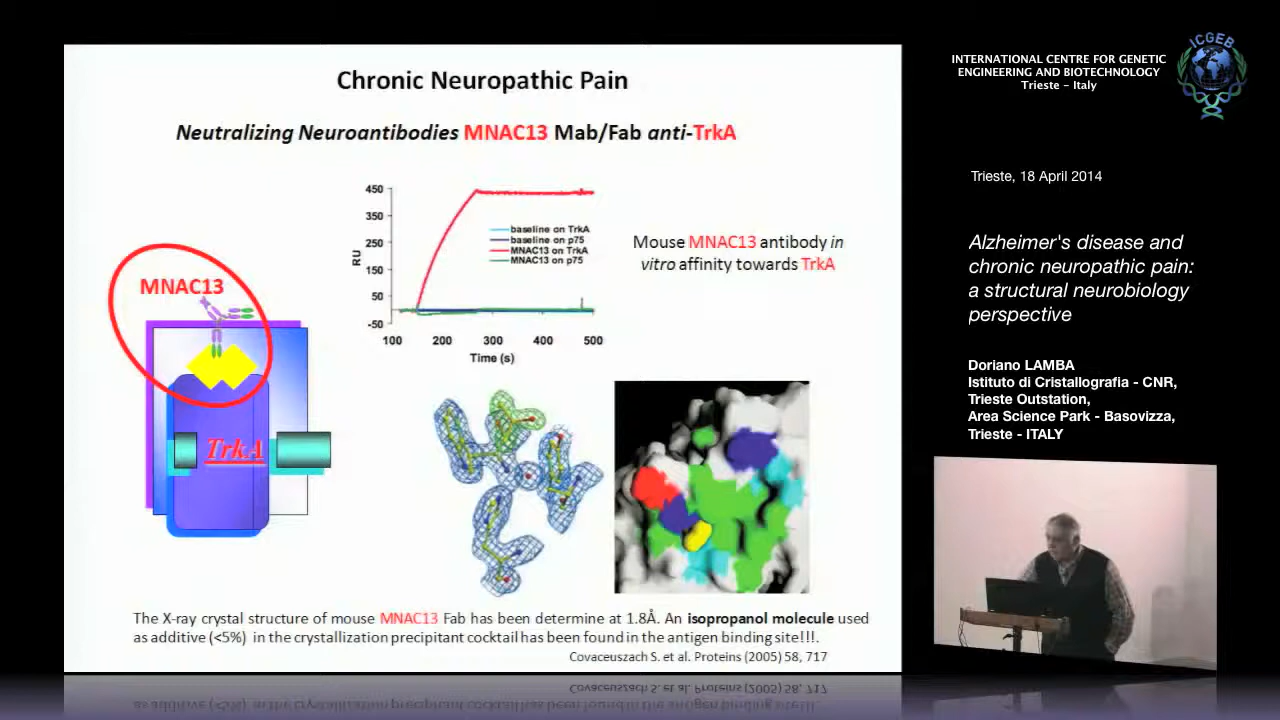 Chronic Neuropathic Pain
Neutralizing Neuroantibodies MNAC13 Mab/Fab anti-TrkA
450
350
250
150
50
-50
RU
baseline on TrkA
baseline on p75
MNAC13 on TrkA
MNAC13 on p75
100 200 300 400 500
Time (s)
Mouse MNAC13 antibody in
vitro affinity towards TrkA
MNAC13
TrkA
The X-ray crystal structure of mouse MNAC13 Fab has been determine at 1.8Å. An isopropanol molecule used
as additive (<5%) in the crystallization precipitant cocktail has been found in the antigen binding site!!!.
Covaceuszach S. et al. Proteins (2005) 58, 717
INTERNATIONAL CENTRE FOR GENETIC
ENGINEERING AND BIOTECHNOLOGY
Trieste - Italy
ICGEB
Trieste, 18 April 2014
Alzheimer's disease and
chronic neuropathic pain:
a structural neurobiology
perspective
Doriano LAMBA
Istituto di Cristallografia - CNR,
Trieste Outstation,
Area Science Park - Basovizza,
Trieste - ITALY